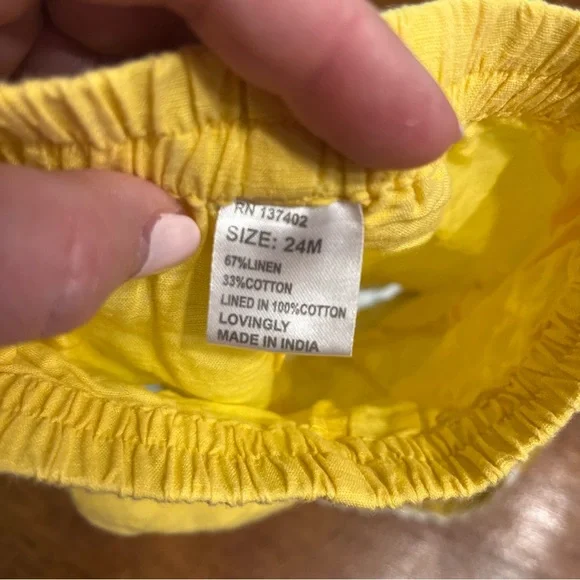 RN 137402
SIZE: 24M
67%LINEN
33%COTTON
LINED IN 100%COTTON
LOVINGLY
MADE IN INDIA